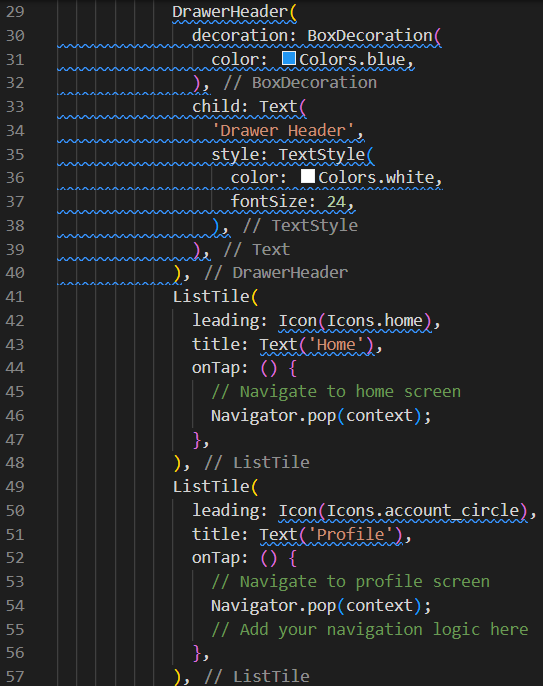 29 DrawerHeader(
30 decoration: BoxDecoration(
31 color: Colors.blue,
32 ), // BoxDecoration
33 child: Text(
34 'Drawer Header',
35 style: TextStyle(
36 color: Colors.white,
37 fontSize: 24,
38 ), // TextStyle
39 ), // Text
40 ), // DrawerHeader
41 ListTile(
42 leading: Icon(Icons.home),
43 title: Text('Home'),
44 onTap: () {
45 // Navigate to home screen
46 Navigator.pop(context);
47 },
48 ), // ListTile
49 ListTile(
50 leading: Icon(Icons.account_circle),
51 title: Text('Profile'),
52 onTap: () {
53 // Navigate to profile screen
54 Navigator.pop(context);
55 // Add your navigation logic here
56 },
57 ), // ListTile